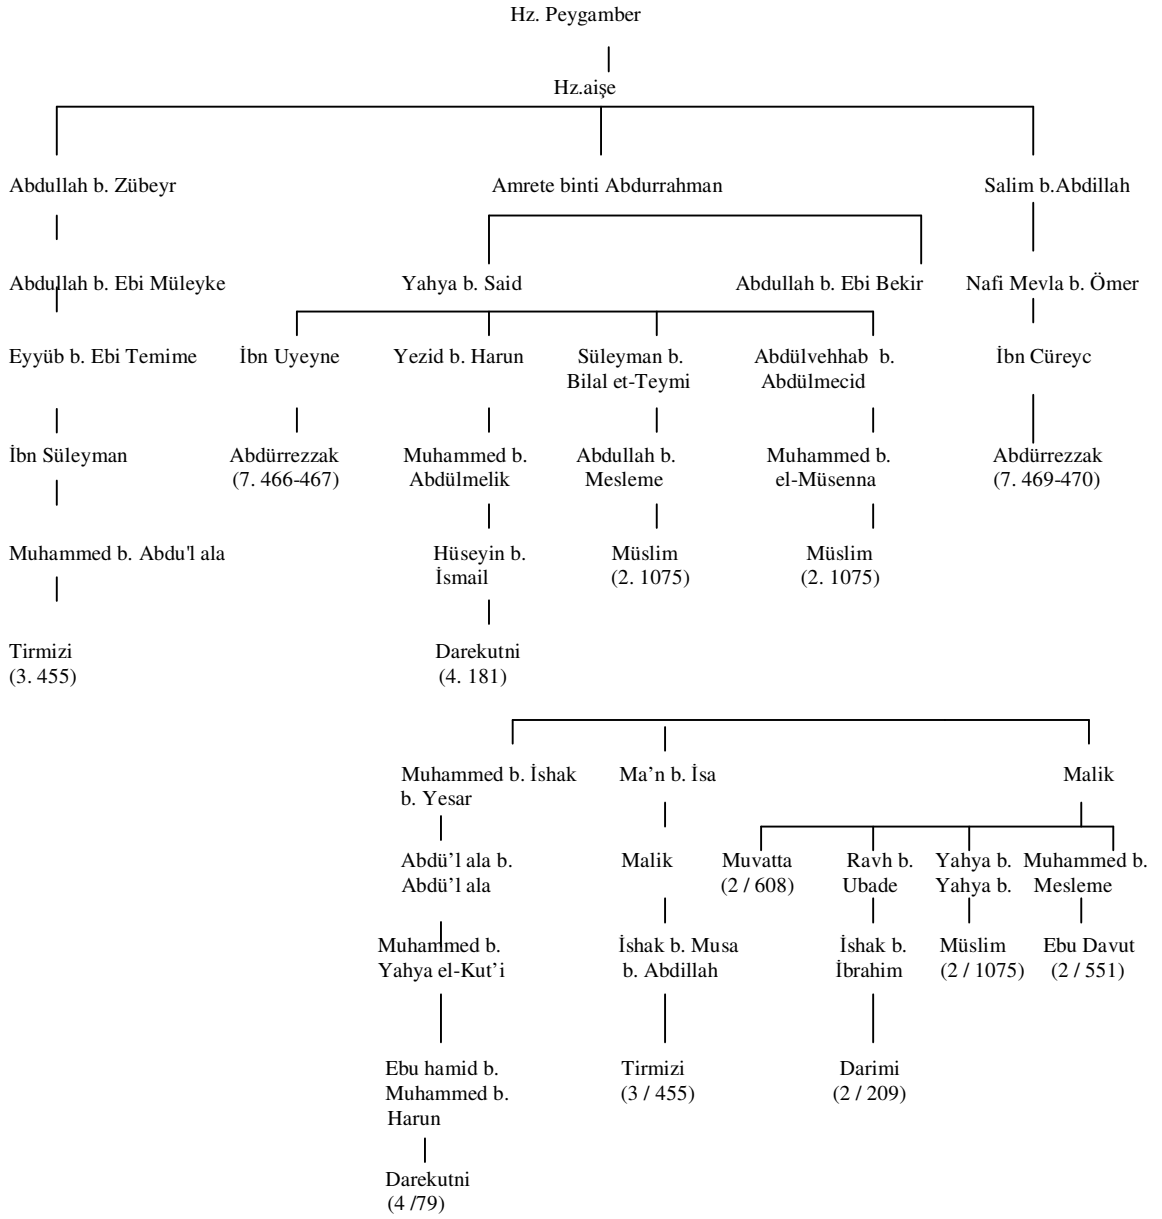 Hz. Peygamber
Hz.aişe
Abdullah b. Zübeyr
Amrete binti Abdurrahman
Salim b.Abdillah
Abdullah b. Ebi Müleyke
Yahya b. Said
Abdullah b. Ebi Bekir
Nafi Mevla b. Ömer
Eyyüb b. Ebi Temime
İbn Uyeyne
Yezid b. Harun
Süleyman b.
Bilal et-Teymi
Abdülvehhab b.
Abdülmecid
İbn Cüreyc
İbn Süleyman
Abdürrezzak
(7. 466-467)
Muhammed b.
Abdülmelik
Abdullah b.
Mesleme
Muhammed b.
el-Müsenna
Abdürrezzak
(7. 469-470)
Muhammed b. Abdu'l ala
Hüseyin b.
İsmail
Müslim
(2. 1075)
Müslim
(2. 1075)
Tirmizi
(3. 455)
Darekutni
(4. 181)
Muhammed b. İshak
b. Yesar
Ma’n b. İsa
Malik
Abdü’l ala b.
Abdü’l ala
Malik
Muvatta
(2 / 608)
Ravh b.
Ubade
Yahya b.
Yahya b.
Muhammed b.
Mesleme
Muhammed b.
Yahya el-Kut’i
İshak b. Musa
b. Abdillah
İshak b.
İbrahim
Müslim
(2 / 1075)
Ebu Davut
(2 / 551)
Ebu hamid b.
Muhammed b.
Harun
Tirmizi
(3 / 455)
Darimi
(2 / 209)
Darekutni
(4 /79)